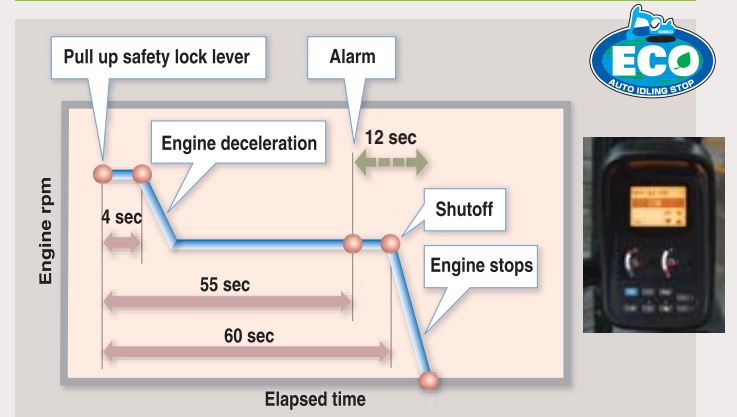 Pull up safety lock lever
Alarm
ECO
AUTO IDLING STOP
12 sec
Engine deceleration
4 sec
Shutoff
Engine rpm
Engine stops
55 sec
60 sec
Elapsed time